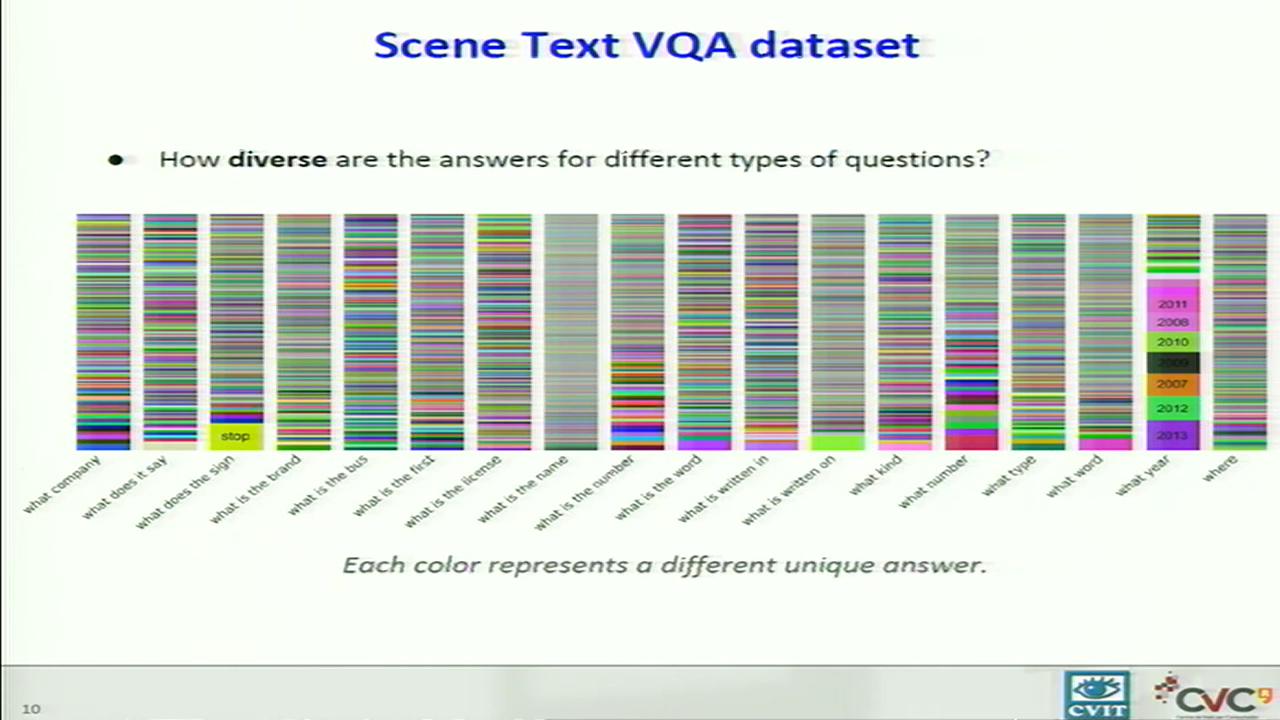 Scene Text VQA dataset
● How diverse are the answers for different types of questions?
2011
2008
2010
2009
2007
2012
2013
stop
what company
what does it say
what does the sign
what is the brand
what is the bus
what is the first
what is the license
what is the name
what is the number
what is the word
what is written in
what is written on
what kind
what number
what type
what word
what year
where
Each color represents a different unique answer.
10
CVIT
CVC